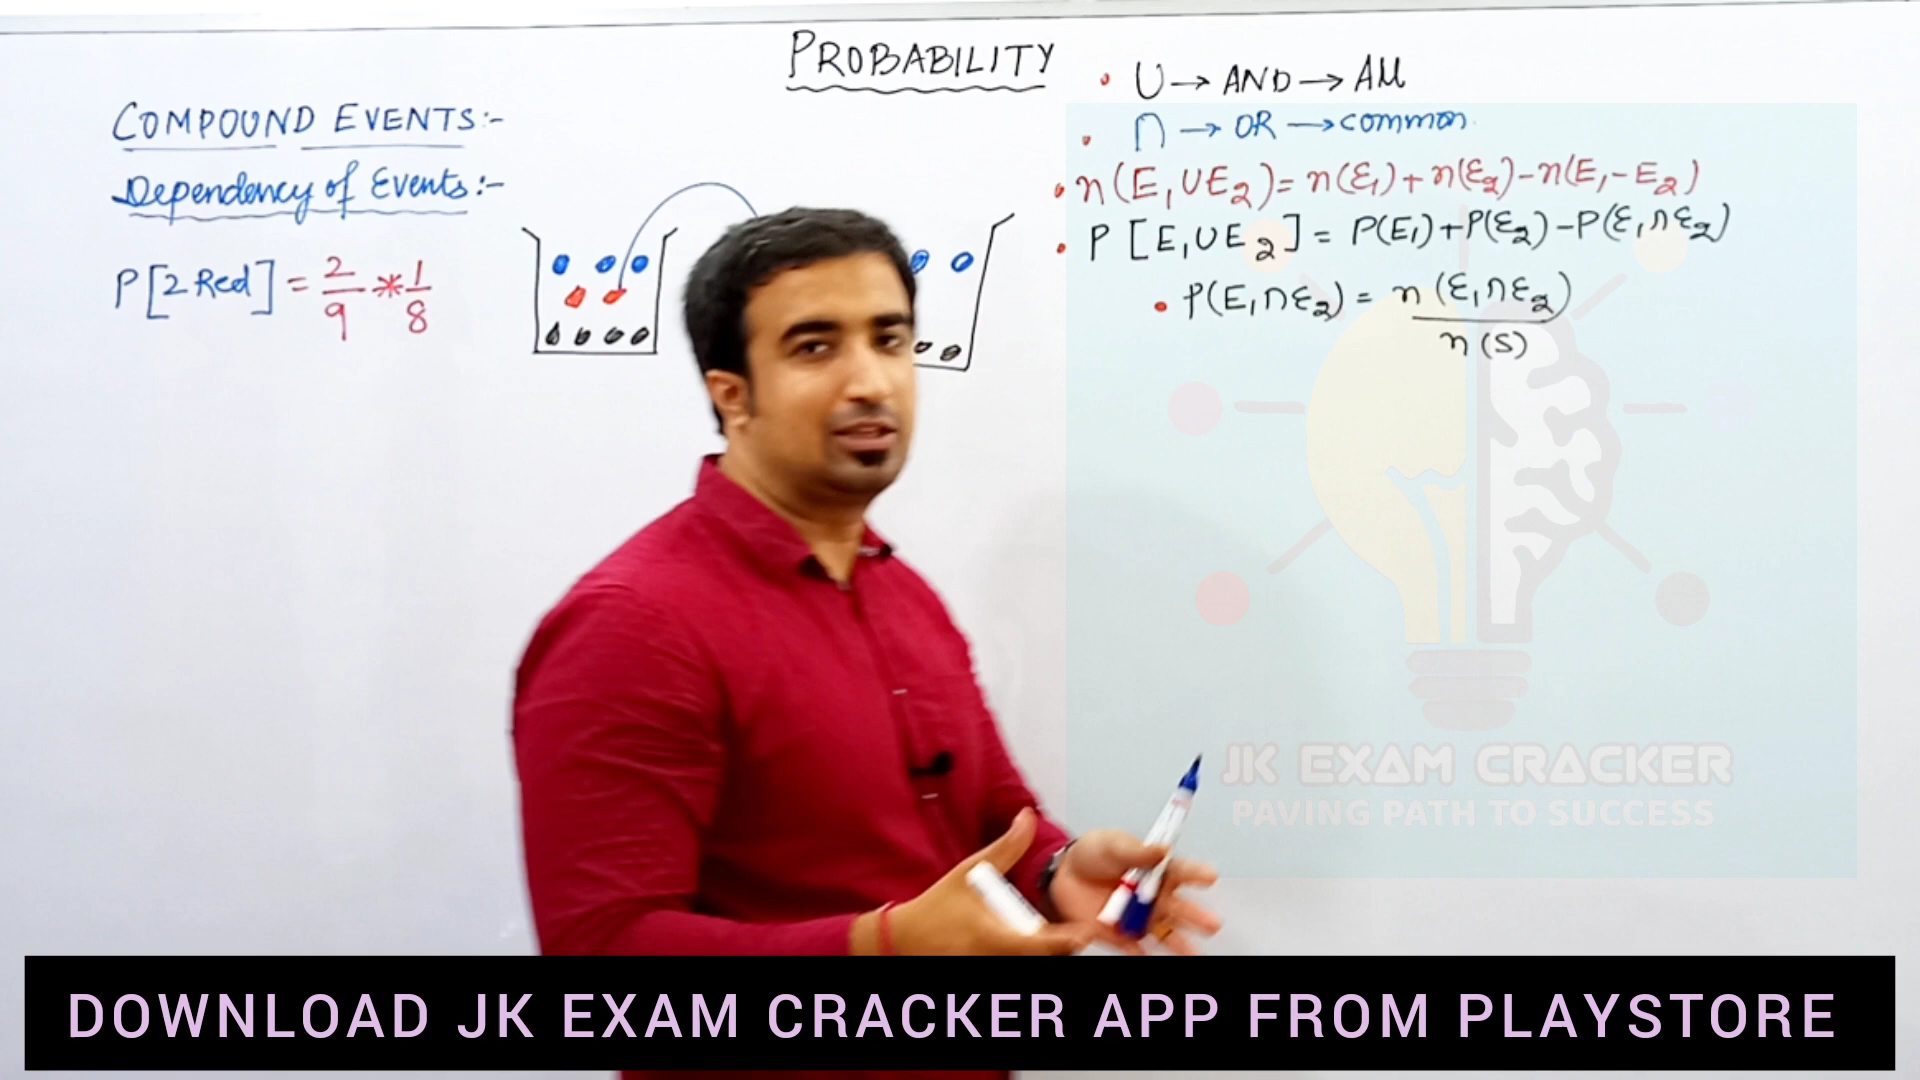 PROBABILITY
COMPOUND EVENTS:-
Dependency of Events:-
P[2 Red] = 2/9 * 1/8
• U → AND → All
• ∩ → OR → common
• n(E₁UE₂)= n(E₁)+n(E₂)-n(E₁-E₂)
• P[E₁UE₂] = P(E₁)+P(E₂)-P(E₁∩E₂)
• P(E₁∩E₂) = n(E₁∩E₂)/n(S)
JK EXAM CRACKER
PAVING PATH TO SUCCESS
DOWNLOAD JK EXAM CRACKER APP FROM PLAYSTORE